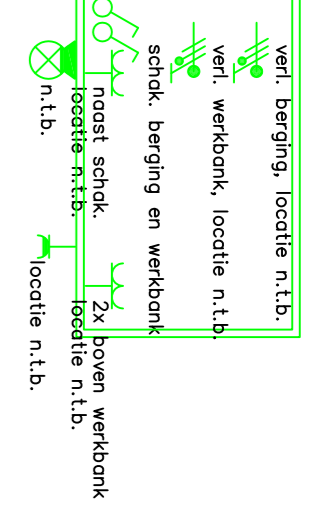 verl. berging, locatie n.t.b.
verl. werkbank, locatie n.t.b.
schak. berging en werkbank
naast schak.
locatie n.t.b.
n.t.b.
2x boven werkbank
locatie n.t.b.
locatie n.t.b.